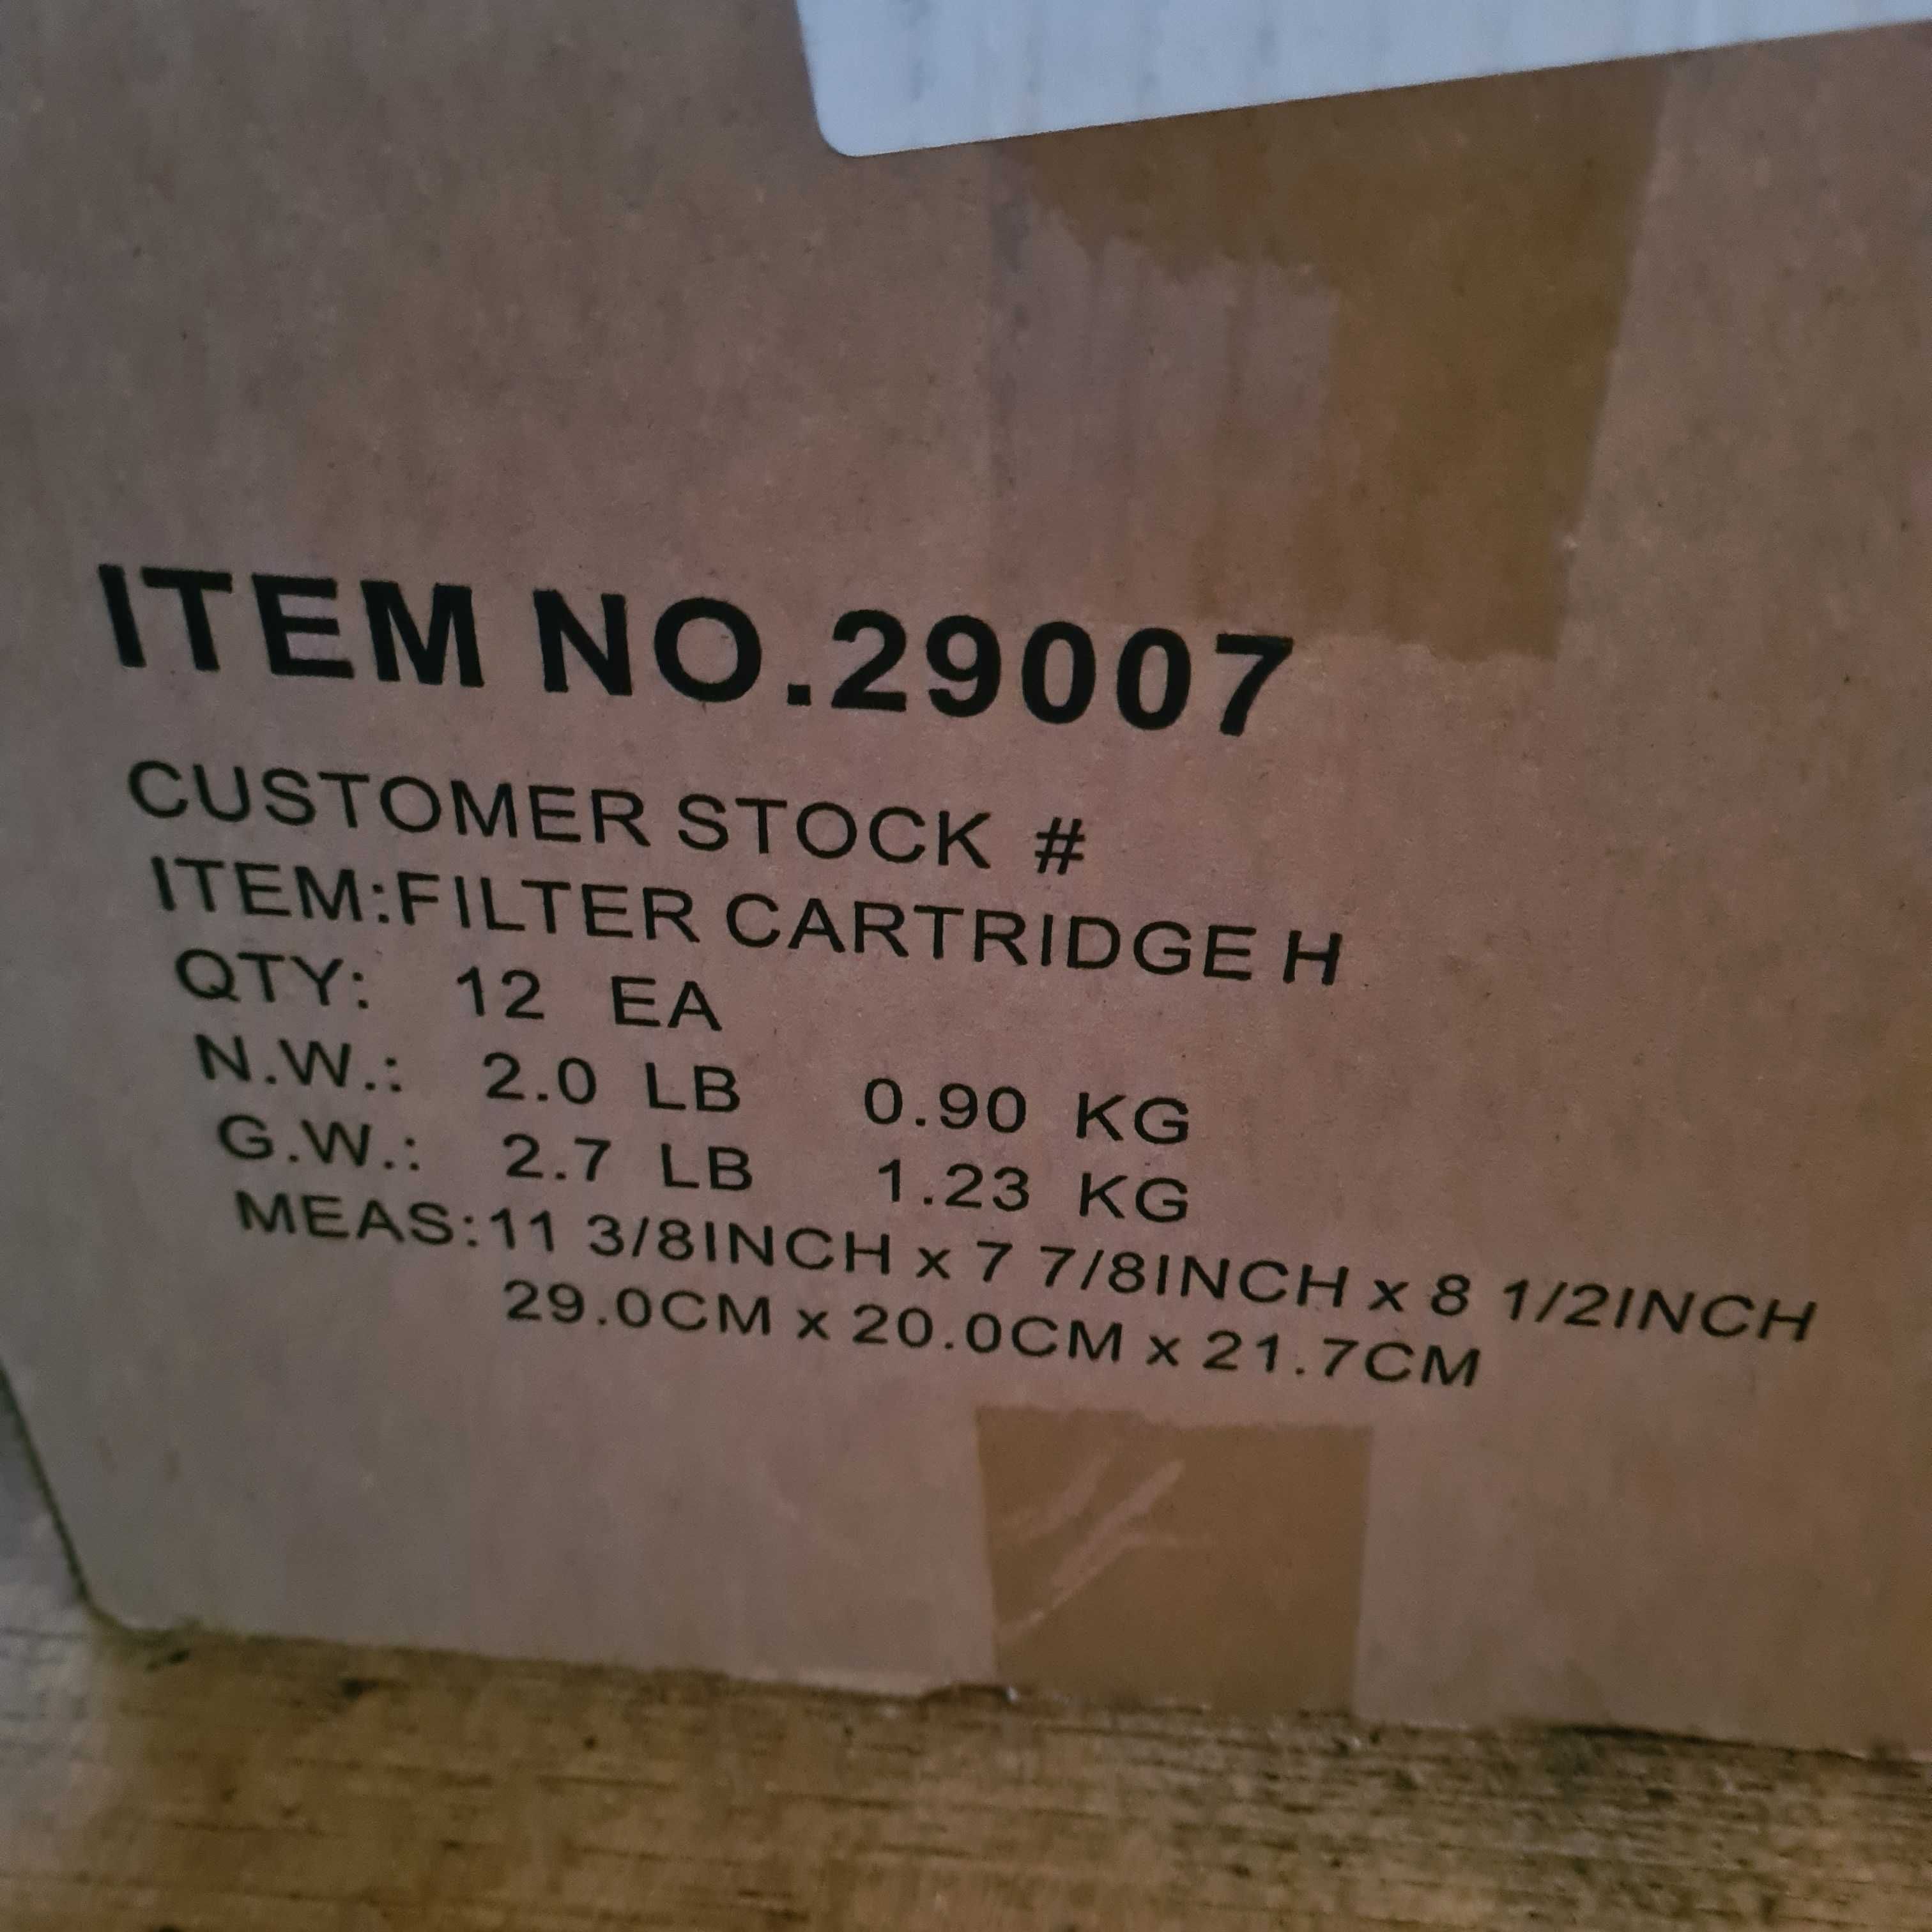 ITEM NO.29007
CUSTOMER STOCK #
ITEM:FILTER CARTRIDGE H
QTY: 12 EA
N.W.: 2.0 LB 0.90 KG
G.W.: 2.7 LB 1.23 KG
MEAS:11 3/8INCH x 7 7/8INCH x 8 1/2INCH
29.0CM x 20.0CM x 21.7CM